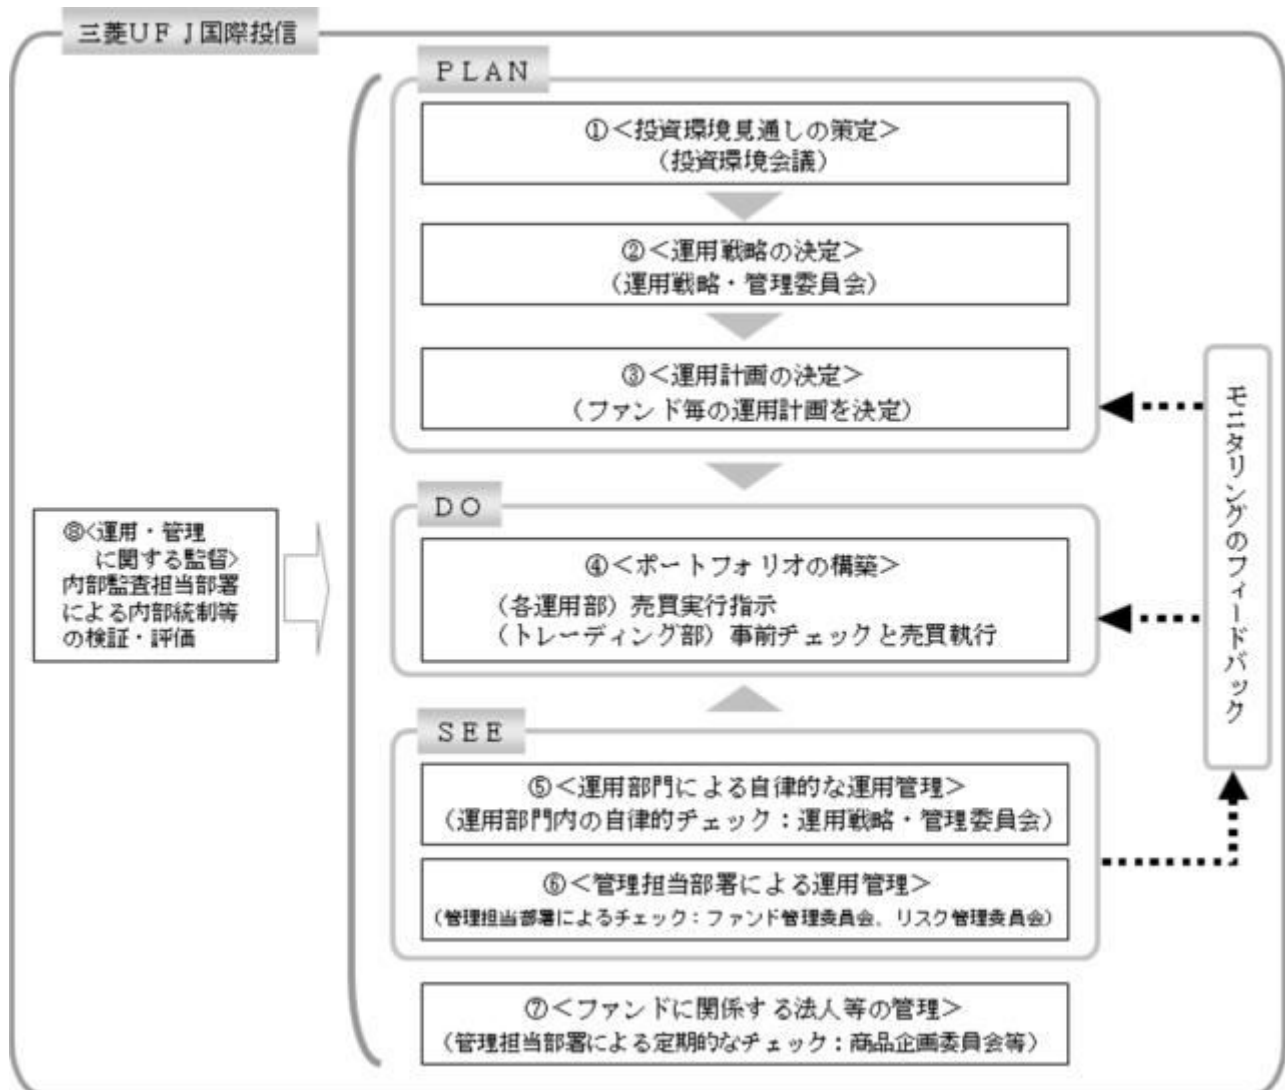 三菱UFJ国際投信
PLAN
①<投資環境見通しの策定>
(投資環境会議)
②<運用戦略の決定>
(運用戦略・管理委員会)
③<運用計画の決定>
(ファンド毎の運用計画を決定)
DO
④<ポートフォリオの構築>
(各運用部)売買実行指示
(トレーディング部)事前チェックと売買執行
SEE
⑤<運用部門による自律的な運用管理>
(運用部門内の自律的チェック:運用戦略・管理委員会)
⑥<管理担当部署による運用管理>
(管理担当部署によるチェック:ファンド管理委員会、リスク管理委員会)
⑦<ファンドに関係する法人等の管理>
(管理担当部署による定期的なチェック:商品企画委員会等)
⑧<運用・管理
に関する監督>
内部監査担当部署
による内部統制等
の検証・評価
モニタリングのフィードバック